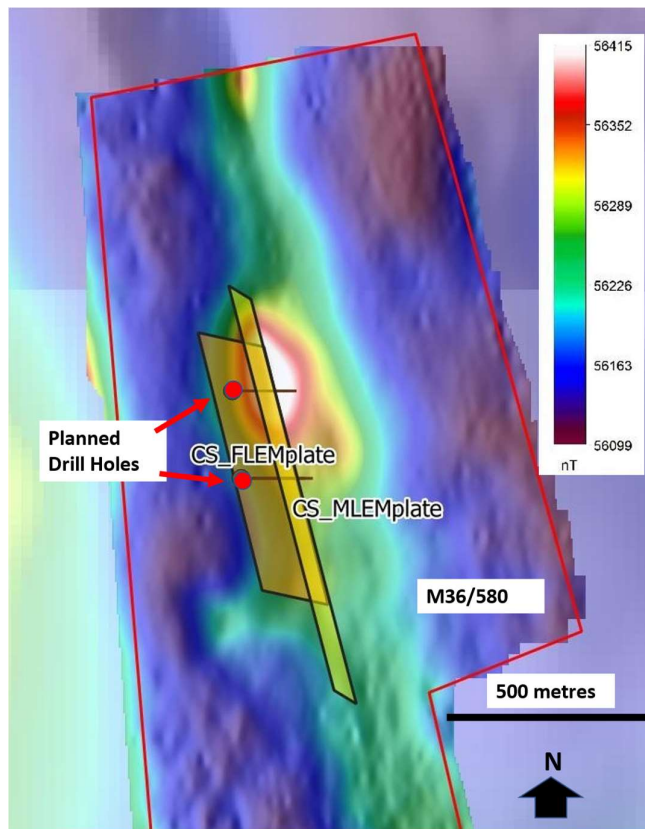 56415
56352
56289
56226
56163
56099
nT
Planned
Drill Holes
CS_FLEMplate
CS_MLEMplate
M36/580
500 metres
N